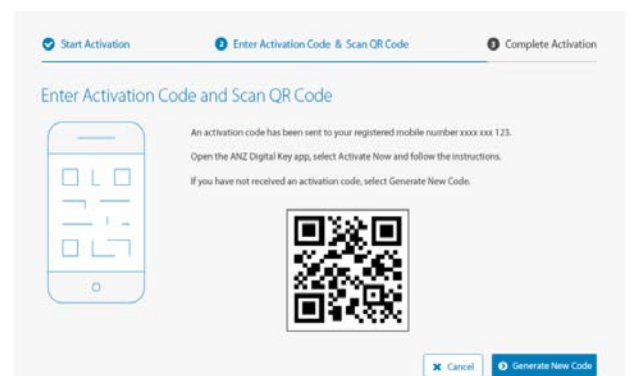 Start Activation
2 Enter Activation Code & Scan QR Code
3 Complete Activation
Enter Activation Code and Scan QR Code
An activation code has been sent to your registered mobile number xxxx xxx 123.
Open the ANZ Digital Key app, select Activate Now and follow the instructions.
If you have not received an activation code, select Generate New Code.
Cancel
Generate New Code